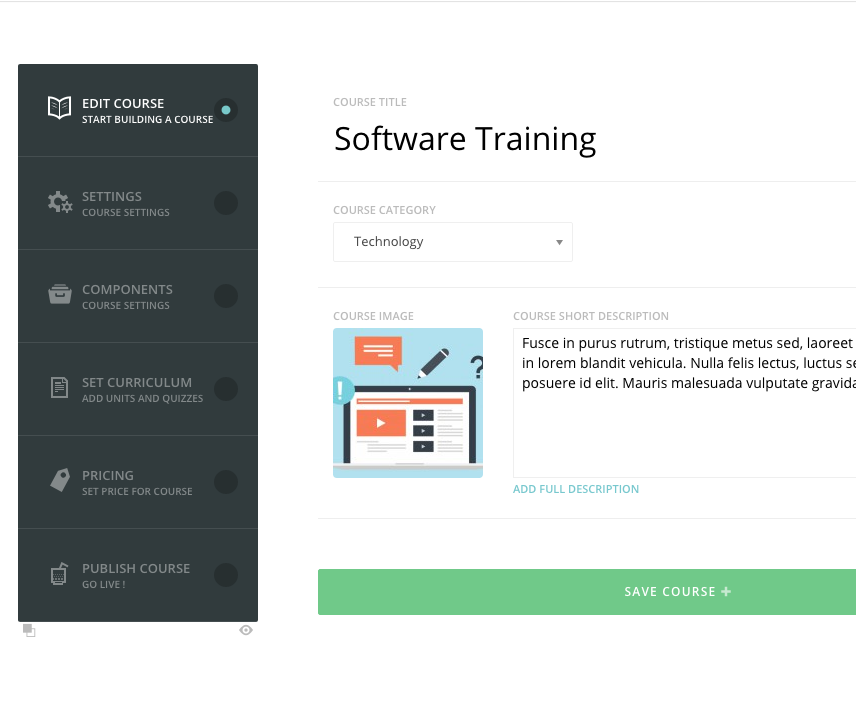 EDIT COURSE
START BUILDING A COURSE
SETTINGS
COURSE SETTINGS
COMPONENTS
COURSE SETTINGS
SET CURRICULUM
ADD UNITS AND QUIZZES
PRICING
SET PRICE FOR COURSE
PUBLISH COURSE
GO LIVE !
COURSE TITLE
Software Training
COURSE CATEGORY
Technology
COURSE IMAGE
!
?
COURSE SHORT DESCRIPTION
Fusce in purus rutrum, tristique metus sed, laoreet
in lorem blandit vehicula. Nulla felis lectus, luctus
posuere id elit. Mauris malesuada vulputate
ADD FULL DESCRIPTION
SAVE COURSE +